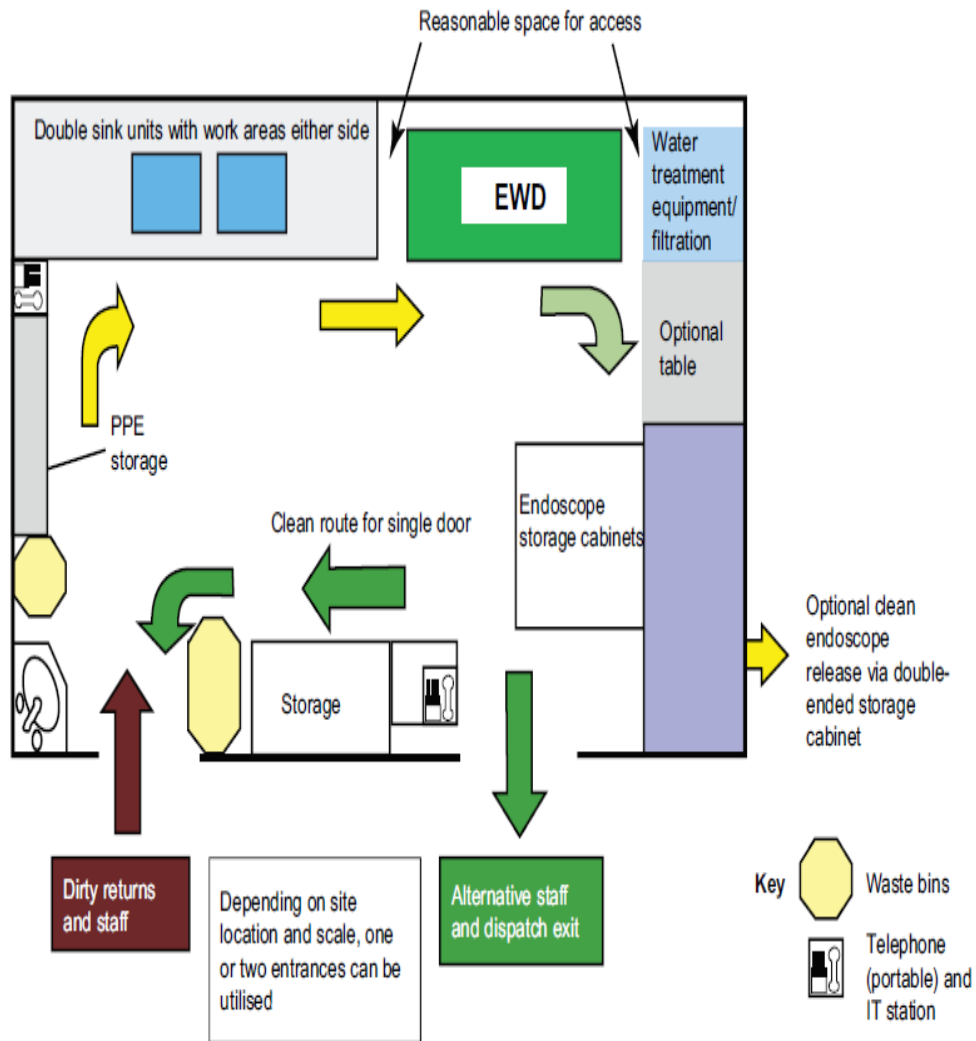 Reasonable space for access
Double sink units with work areas either side
EWD
Water
treatment
equipment/
filtration
Optional
table
PPE
storage
Endoscope
storage cabinets
Clean route for single door
Optional clean
endoscope
release via double-
ended storage
cabinet
Storage
Dirty returns
and staff
Depending on site
location and scale, one
or two entrances can be
utilised
Alternative staff
and dispatch exit
Key
Waste bins
Telephone
(portable) and
IT station